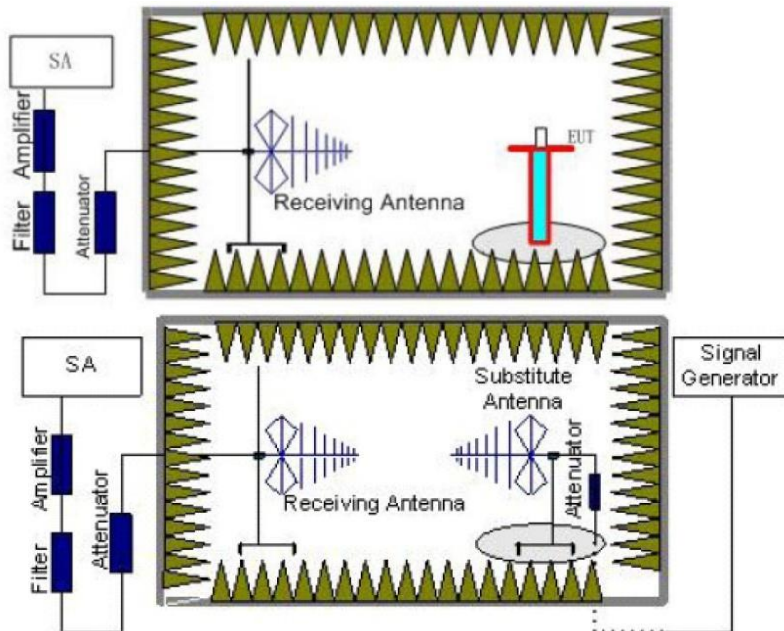 SA
Amplifier
Filter
Attenuator
EUT
Receiving Antenna
SA
Amplifier
Filter
Attenuator
Receiving Antenna
Substitute
Antenna
Attenuator
Signal
Generator